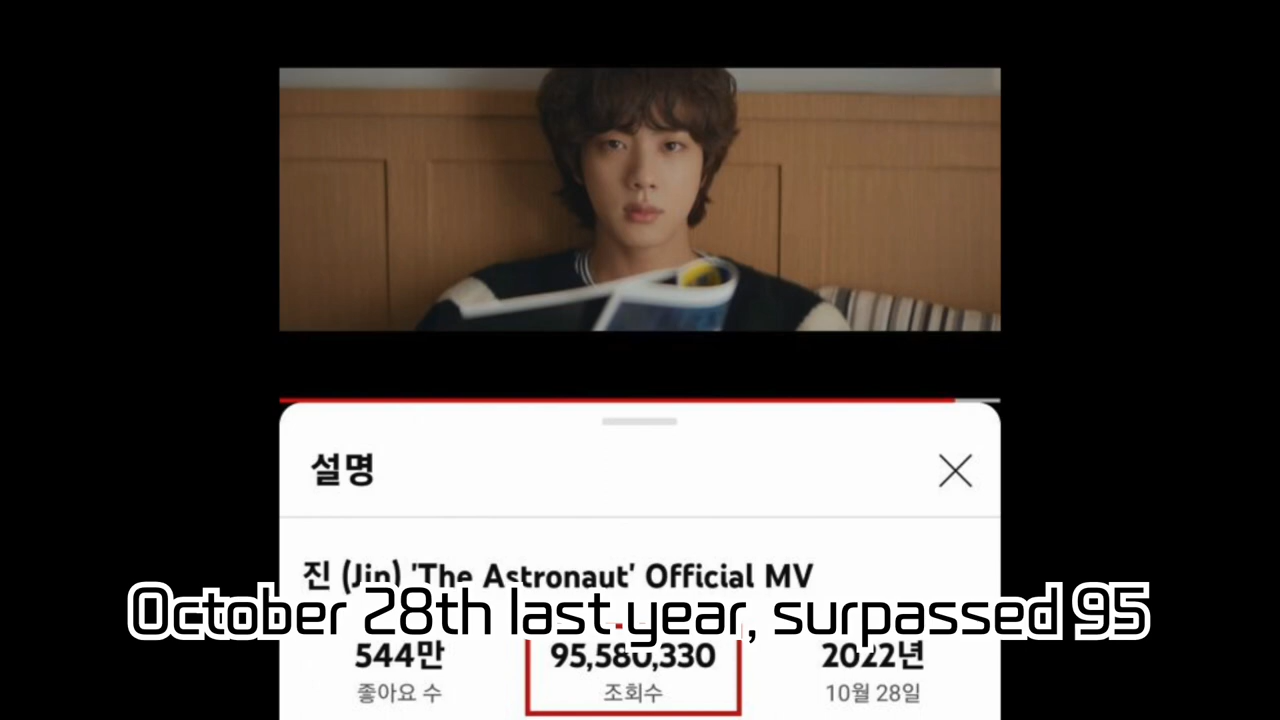 설명
진 (Jin) 'The Astronaut' Official MV
October 28th last year, surpassed 95
544만 95,580,330 2022년
좋아요 수 조회수 10월 28일